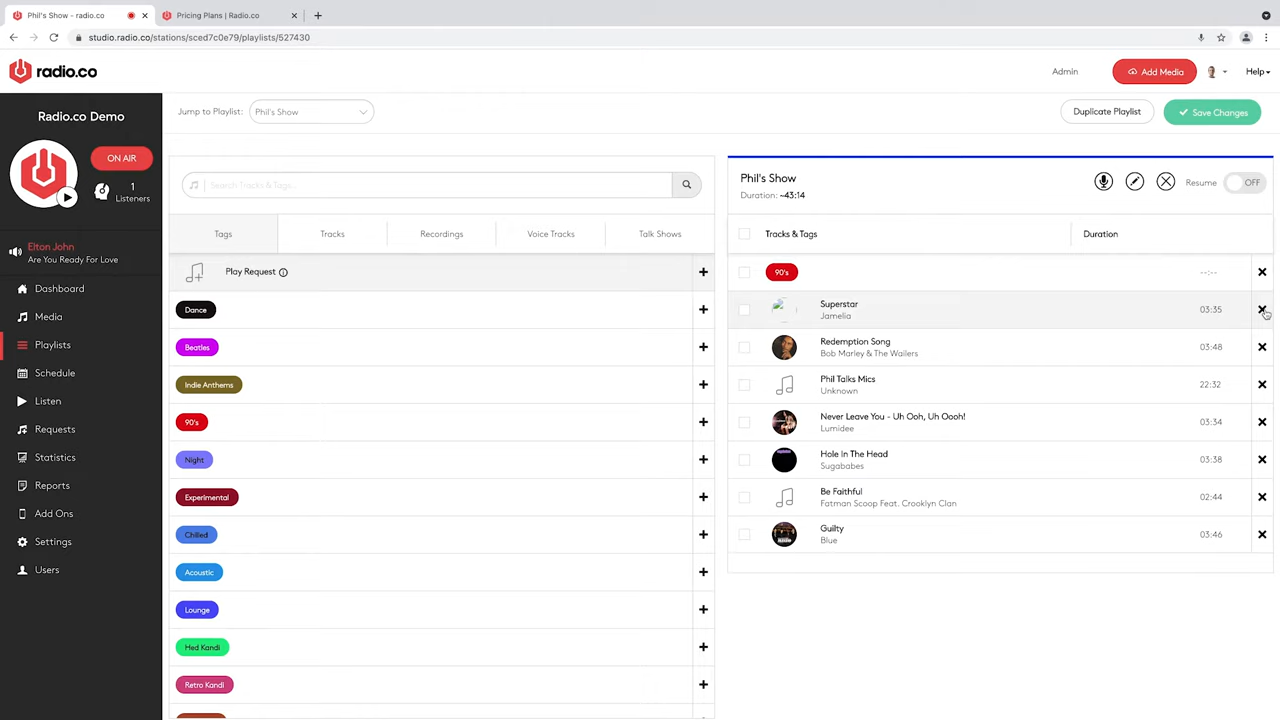 Phil's Show - radio.co
Pricing Plans | Radio.co
studio.radio.co/stations/sced7c0e79/playlists/527430
radio.co
Admin
Add Media
Help
Radio.co Demo
ON AIR
1
Listeners
Elton John
Are You Ready For Love
Dashboard
Media
Playlists
Schedule
Listen
Requests
Statistics
Reports
Add Ons
Settings
Users
Jump to Playlist:
Phil's Show
Duplicate Playlist
Save Changes
Search Tracks & Tags...
Tags
Tracks
Recordings
Voice Tracks
Talk Shows
Play Request
Dance
Beatles
Indie Anthems
90's
Night
Experimental
Chilled
Acoustic
Lounge
Hed Kandi
Retro Kandi
Phil's Show
Duration: ~43:14
Resume
OFF
Tracks & Tags
Duration
90's
--:--
Superstar
Jamelia
03:35
Redemption Song
Bob Marley & The Wailers
03:48
Phil Talks Mics
Unknown
22:32
Never Leave You - Uh Ooh, Uh Oooh!
Lumidee
03:34
Hole In The Head
Sugababes
03:38
Be Faithful
Fatman Scoop Feat. Crooklyn Clan
02:44
Guilty
Blue
03:46